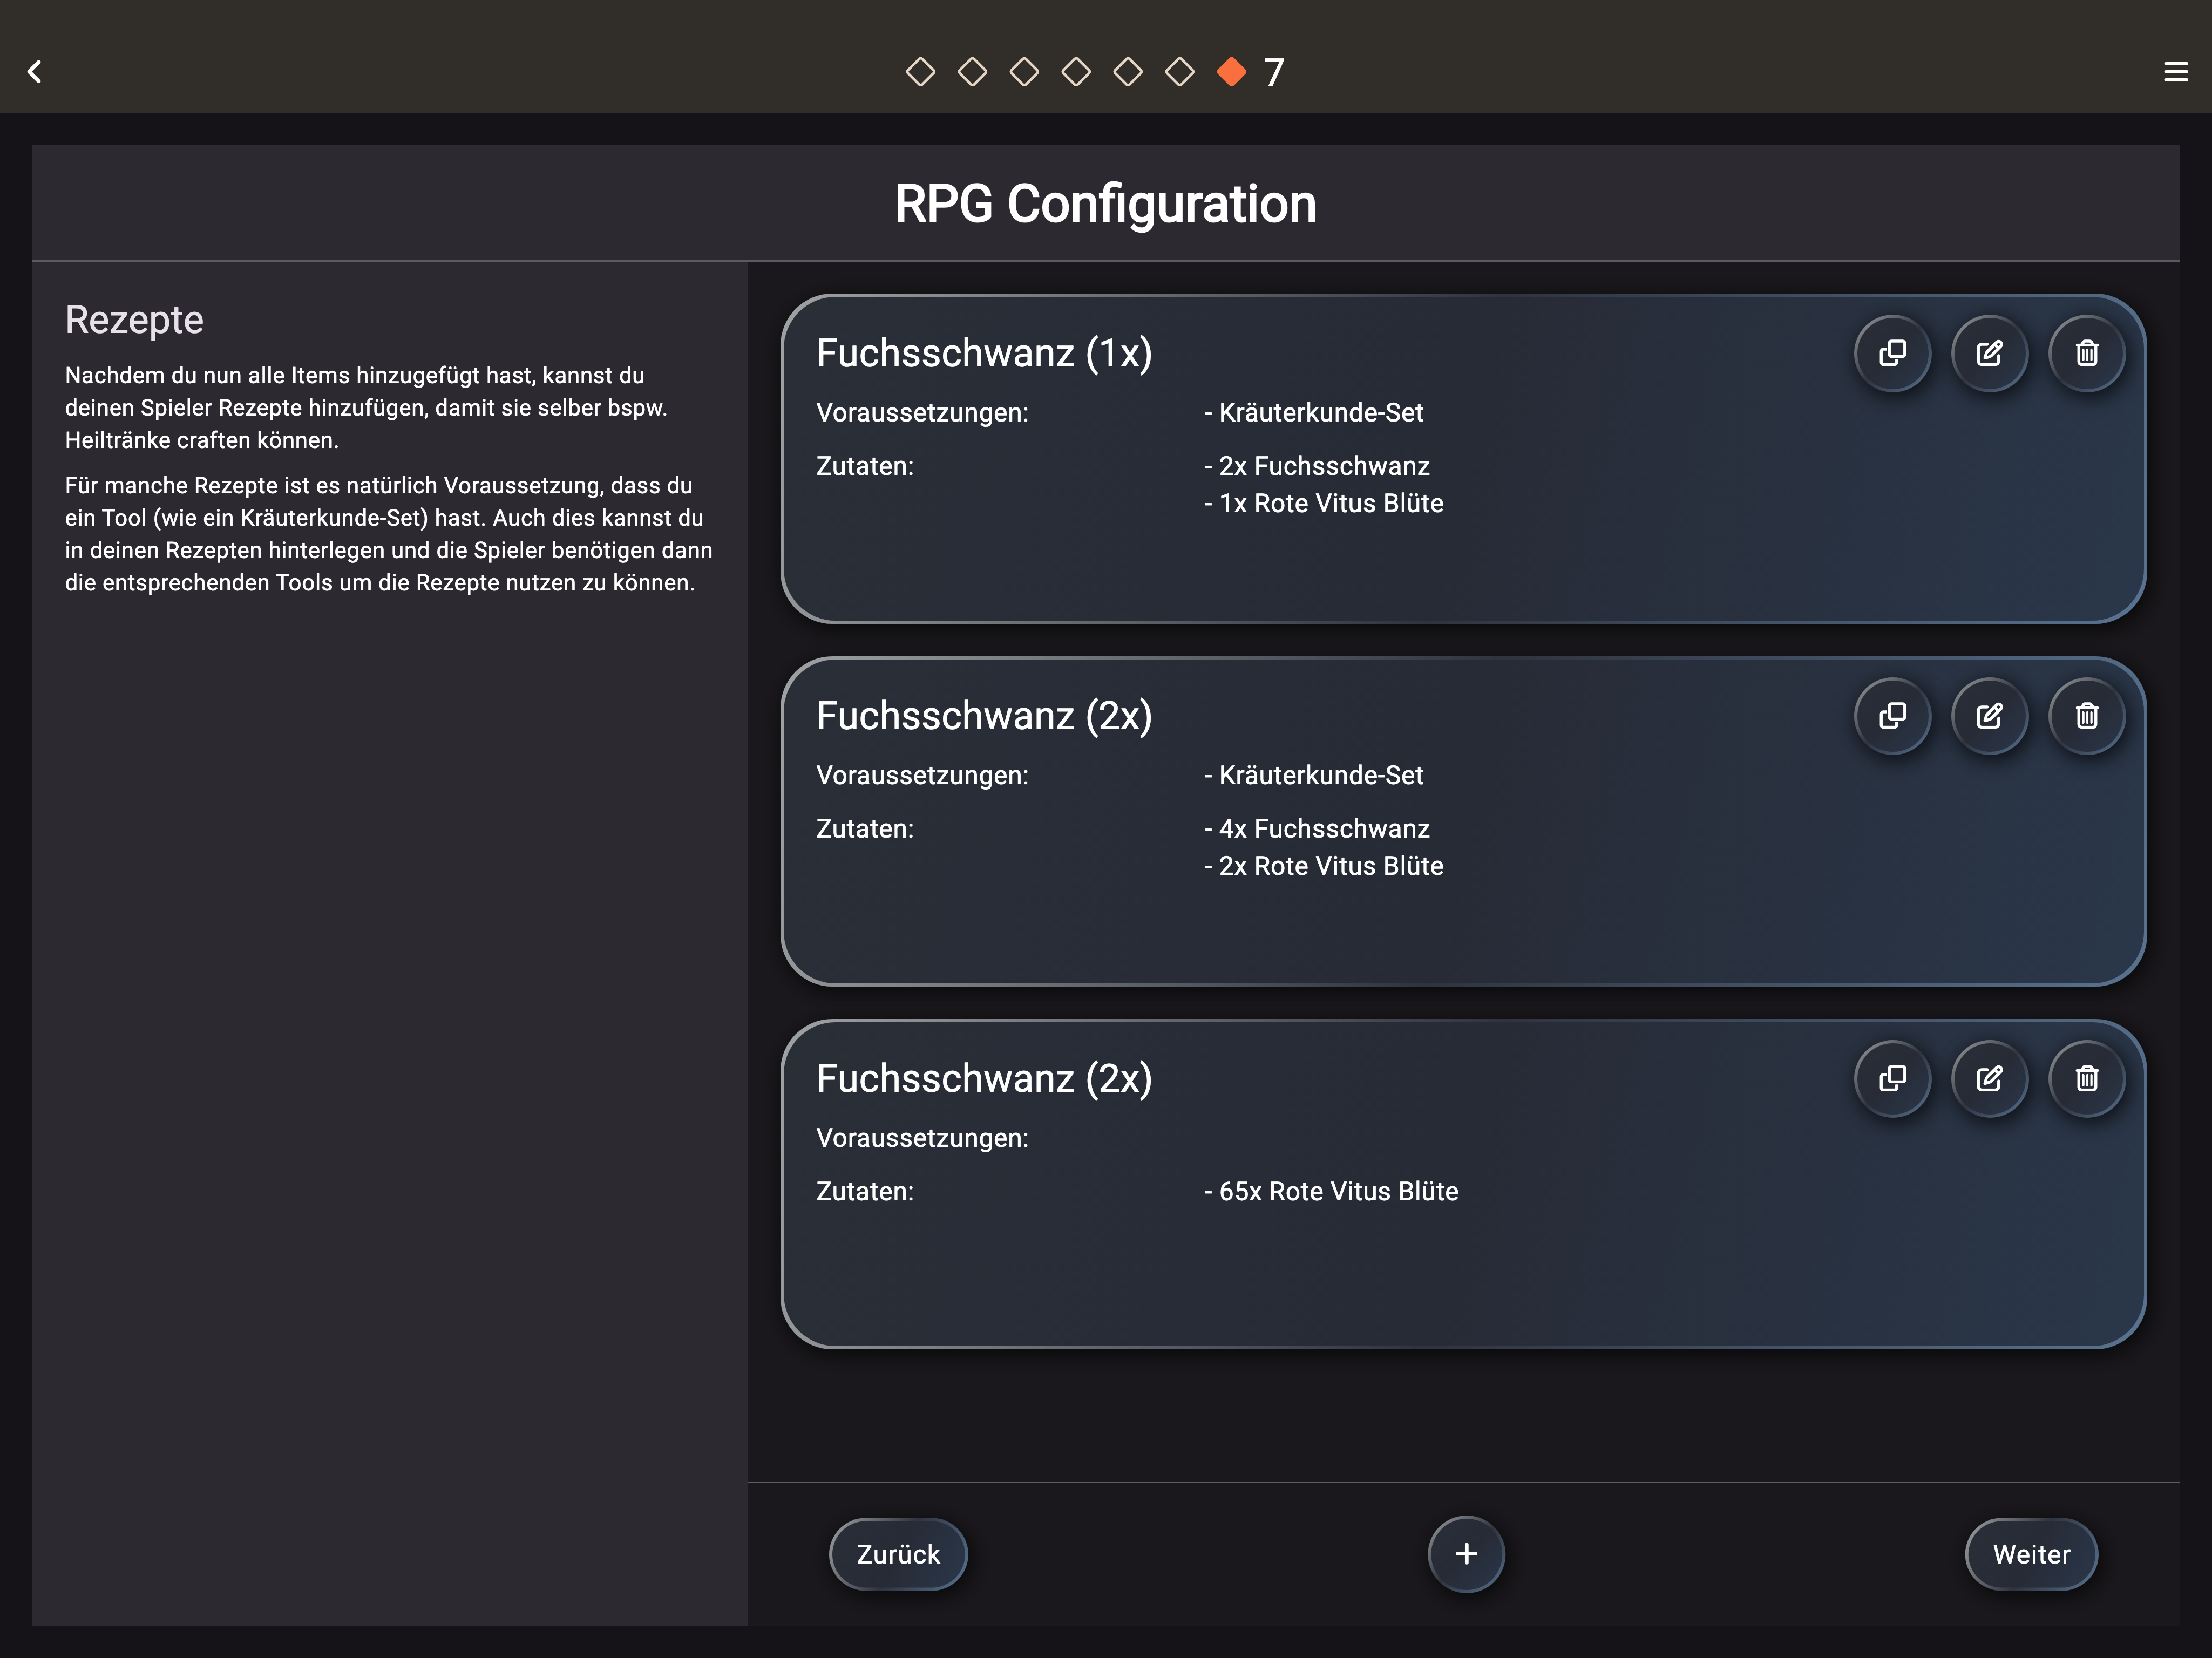 7
RPG Configuration
Rezepte
Nachdem du nun alle Items hinzugefügt hast, kannst du
deinen Spieler Rezepte hinzufügen, damit sie selber bspw.
Heiltränke craften können.
Für manche Rezepte ist es natürlich Voraussetzung, dass du
ein Tool (wie ein Kräuterkunde-Set) hast. Auch dies kannst du
in deinen Rezepten hinterlegen und die Spieler benötigen dann
die entsprechenden Tools um die Rezepte nutzen zu können.
Fuchsschwanz (1x)
Voraussetzungen: - Kräuterkunde-Set
Zutaten: - 2x Fuchsschwanz
- 1x Rote Vitus Blüte
Fuchsschwanz (2x)
Voraussetzungen: - Kräuterkunde-Set
Zutaten: - 4x Fuchsschwanz
- 2x Rote Vitus Blüte
Fuchsschwanz (2x)
Voraussetzungen:
Zutaten: - 65x Rote Vitus Blüte
Zurück + Weiter